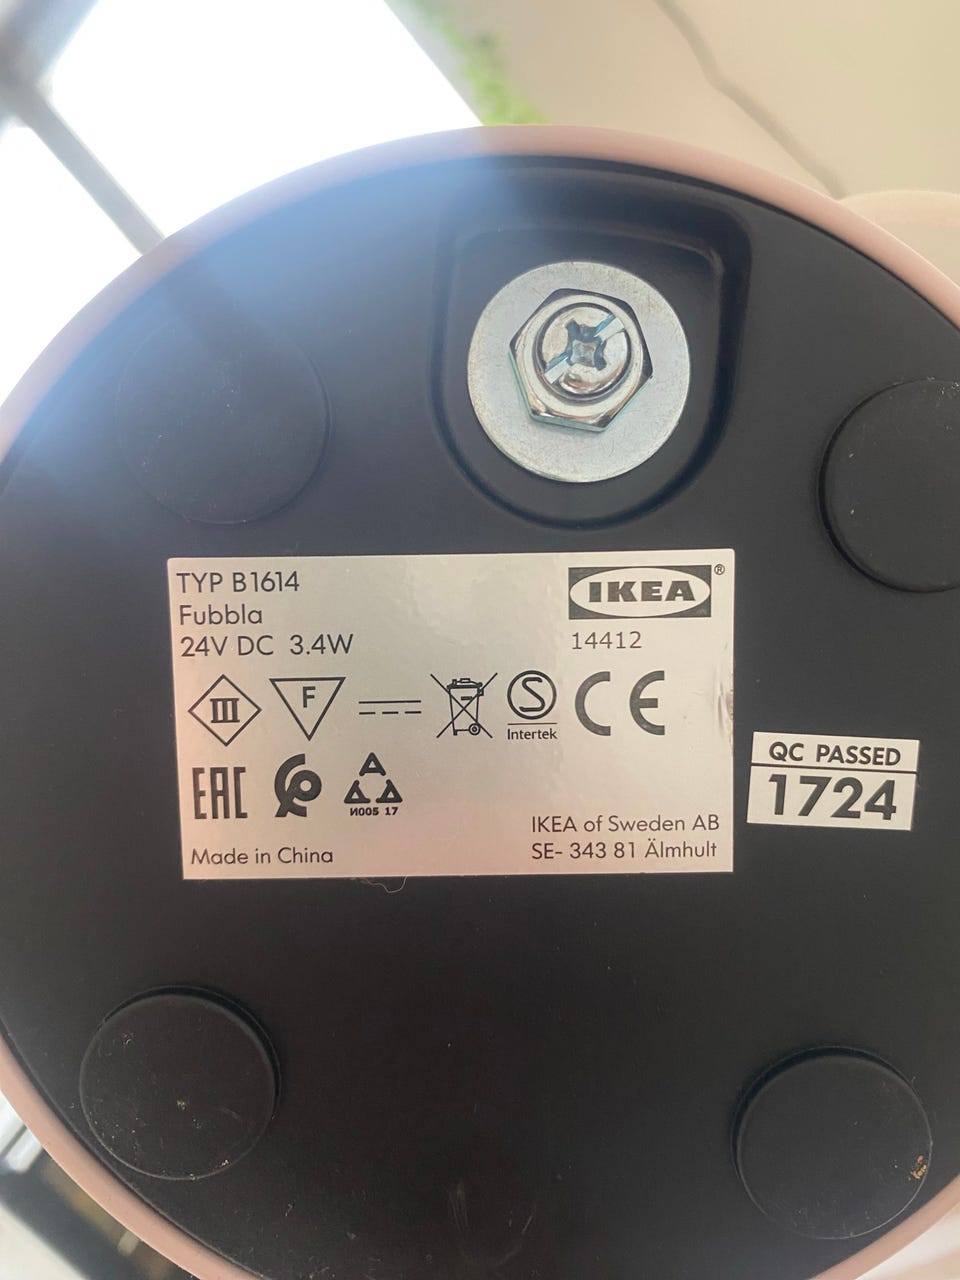 TYP B1614
Fubbla
24V DC 3.4W
IKEA®
14412
III
F
S
Intertek
CE
EAC
И005 17
Made in China
IKEA of Sweden AB
SE- 343 81 Älmhult
QC PASSED
1724